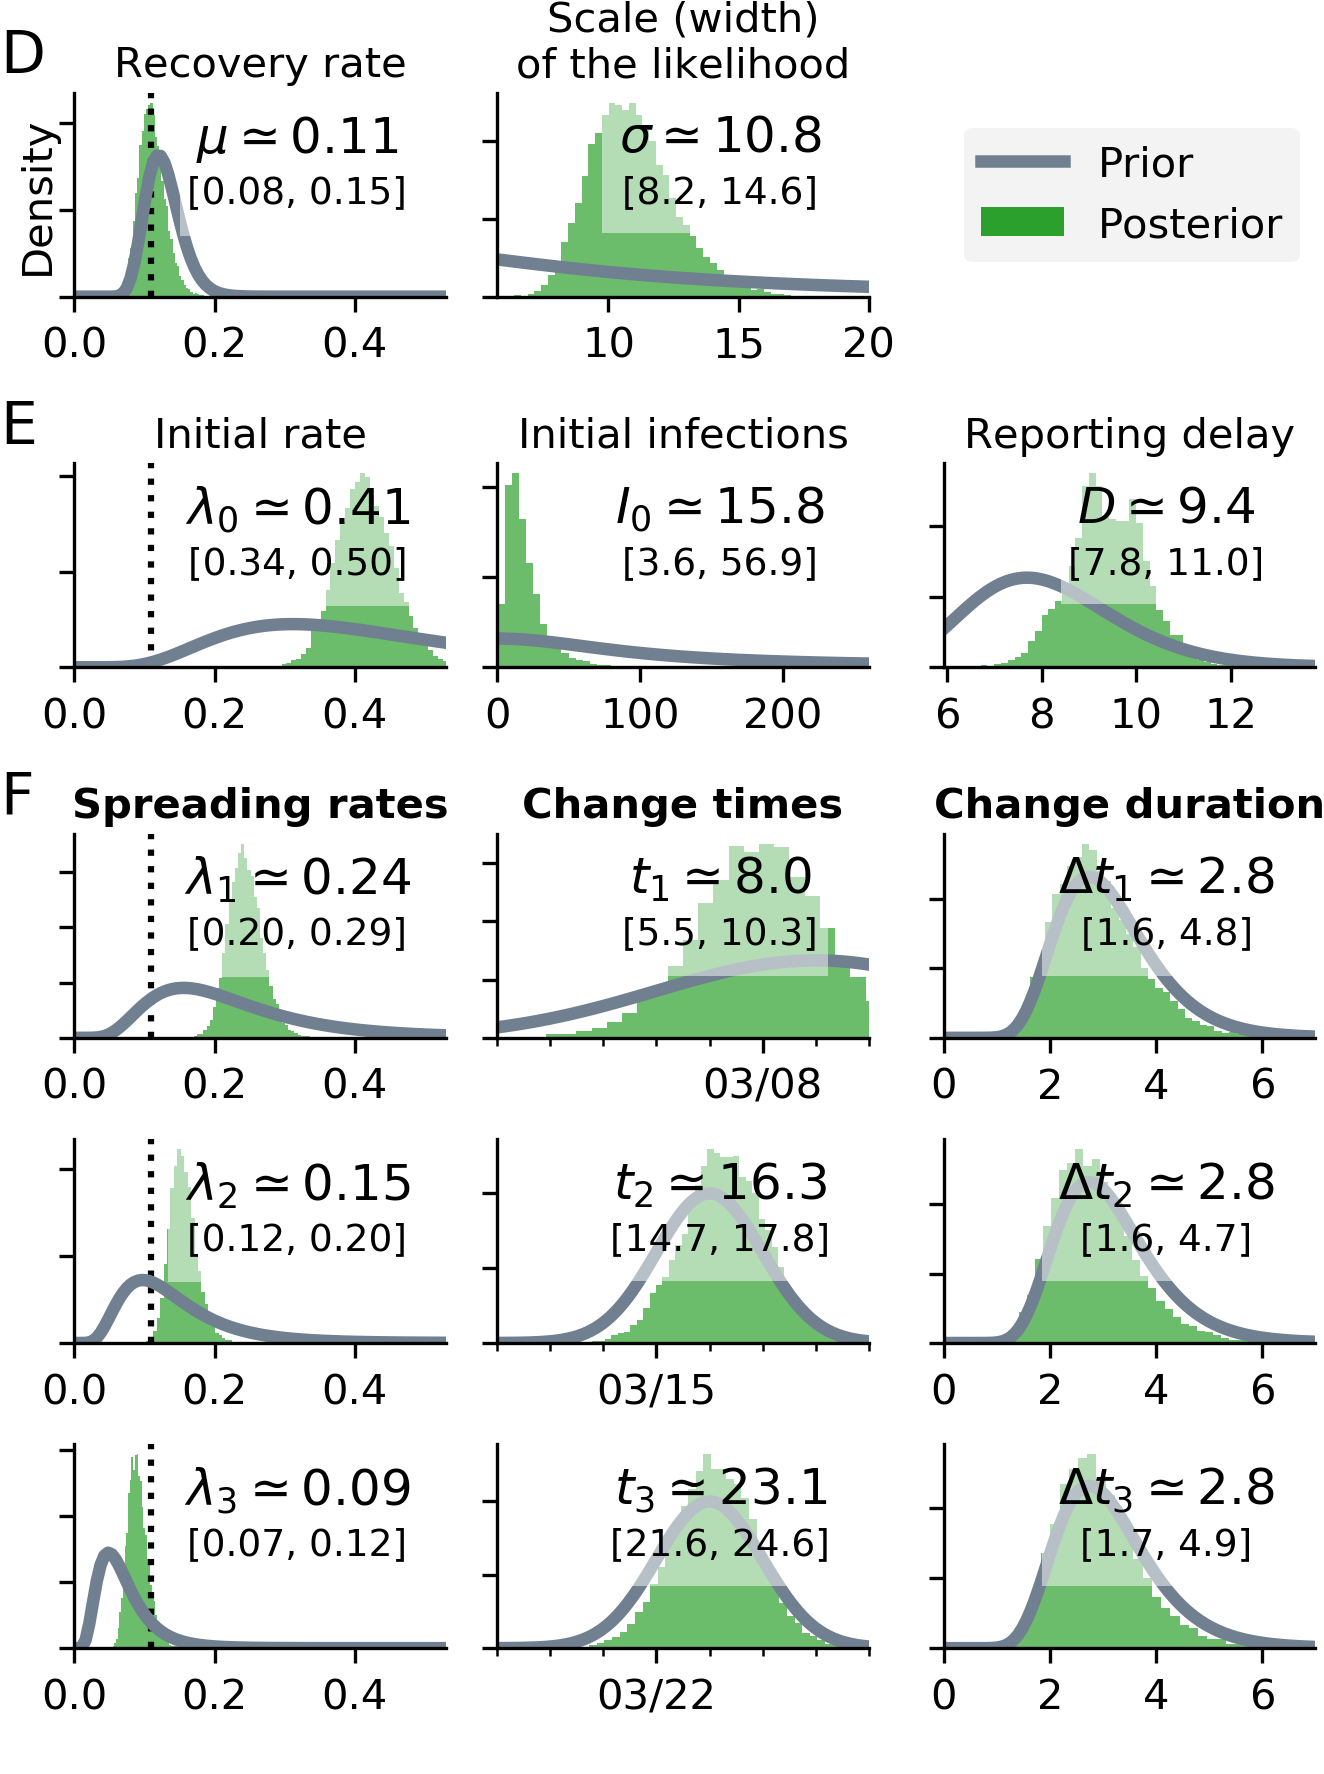 D
Recovery rate
Scale (width)
of the likelihood
Density
μ ≃ 0.11
[0.08, 0.15]
σ ≃ 10.8
[8.2, 14.6]
Prior
Posterior
0.0 0.2 0.4
10 15 20
E
Initial rate
Initial infections
Reporting delay
λ₀ ≃ 0.41
[0.34, 0.50]
I₀ ≃ 15.8
[3.6, 56.9]
D ≃ 9.4
[7.8, 11.0]
0.0 0.2 0.4
0 100 200
6 8 10 12
F
Spreading rates
Change times
Change duration
λ₁ ≃ 0.24
[0.20, 0.29]
t₁ ≃ 8.0
[5.5, 10.3]
Δt₁ ≃ 2.8
[1.6, 4.8]
0.0 0.2 0.4
03/08
0 2 4 6
λ₂ ≃ 0.15
[0.12, 0.20]
t₂ ≃ 16.3
[14.7, 17.8]
Δt₂ ≃ 2.8
[1.6, 4.7]
0.0 0.2 0.4
03/15
0 2 4 6
λ₃ ≃ 0.09
[0.07, 0.12]
t₃ ≃ 23.1
[21.6, 24.6]
Δt₃ ≃ 2.8
[1.7, 4.9]
0.0 0.2 0.4
03/22
0 2 4 6